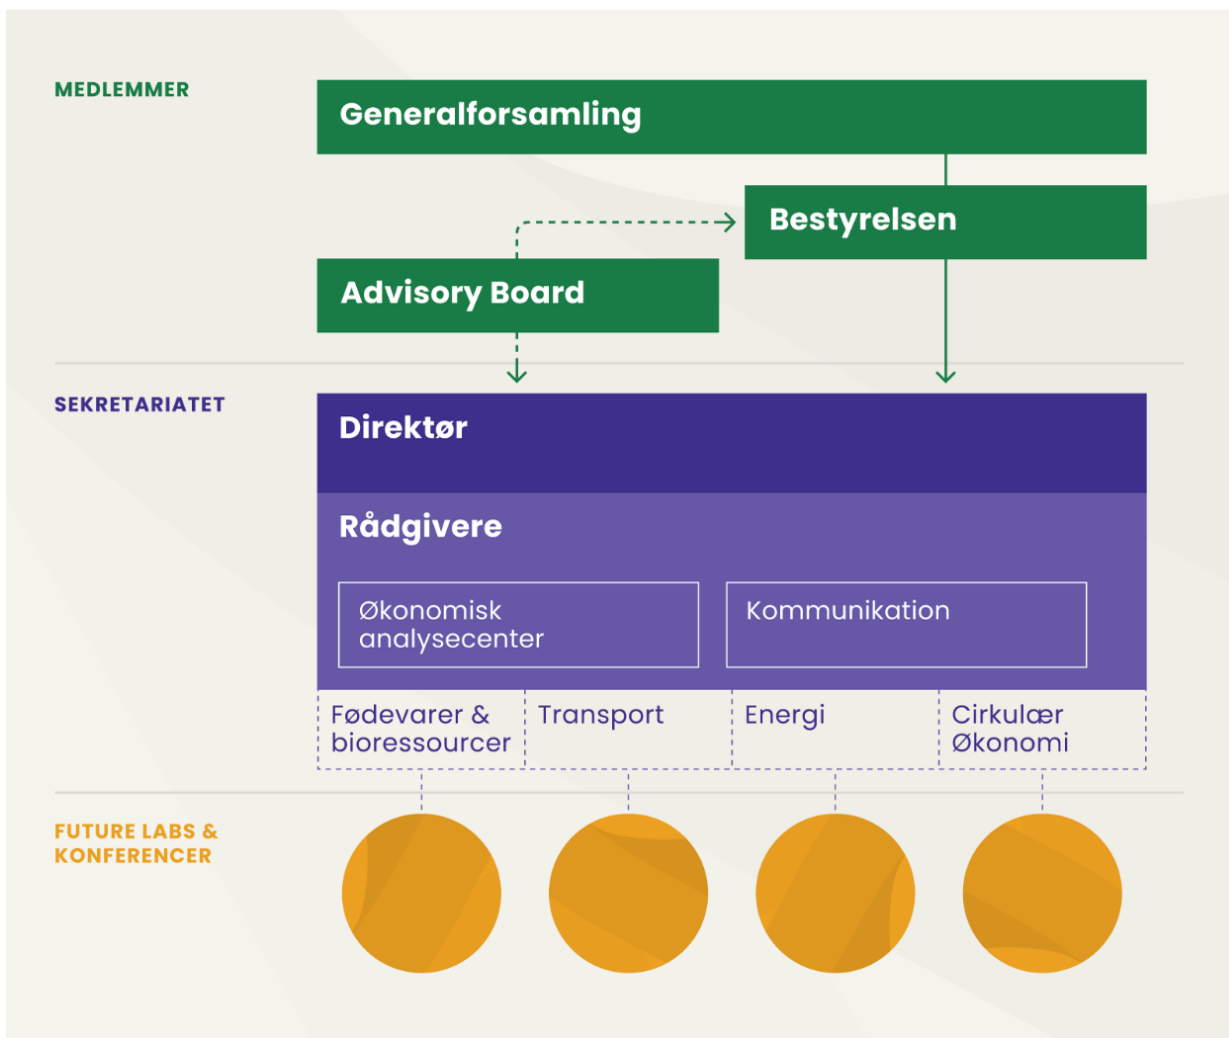 MEDLEMMER
Generalforsamling
Bestyrelsen
Advisory Board
SEKRETARIATET
Direktør
Rådgivere
Økonomisk
analysecenter
Kommunikation
Fødevarer &
bioressourcer
Transport
Energi
Cirkulær
Økonomi
FUTURE LABS &
KONFERENCER